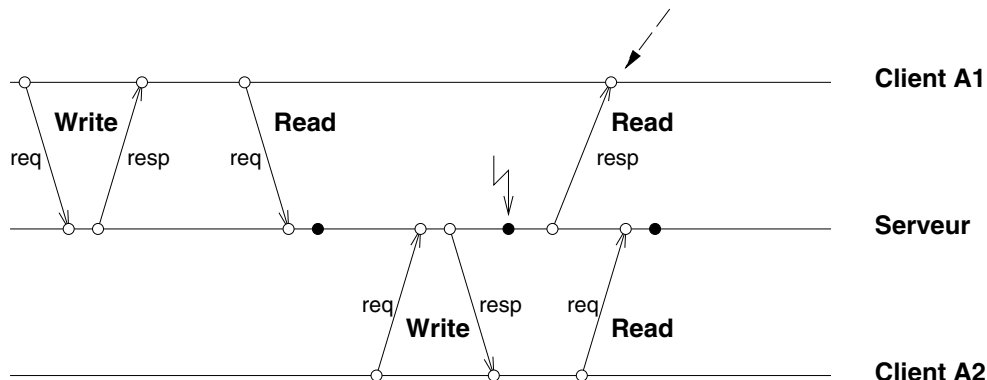 Client A1
Write
Read
Read
req
resp
req
resp
Serveur
req
resp
req
Write
Read
Client A2